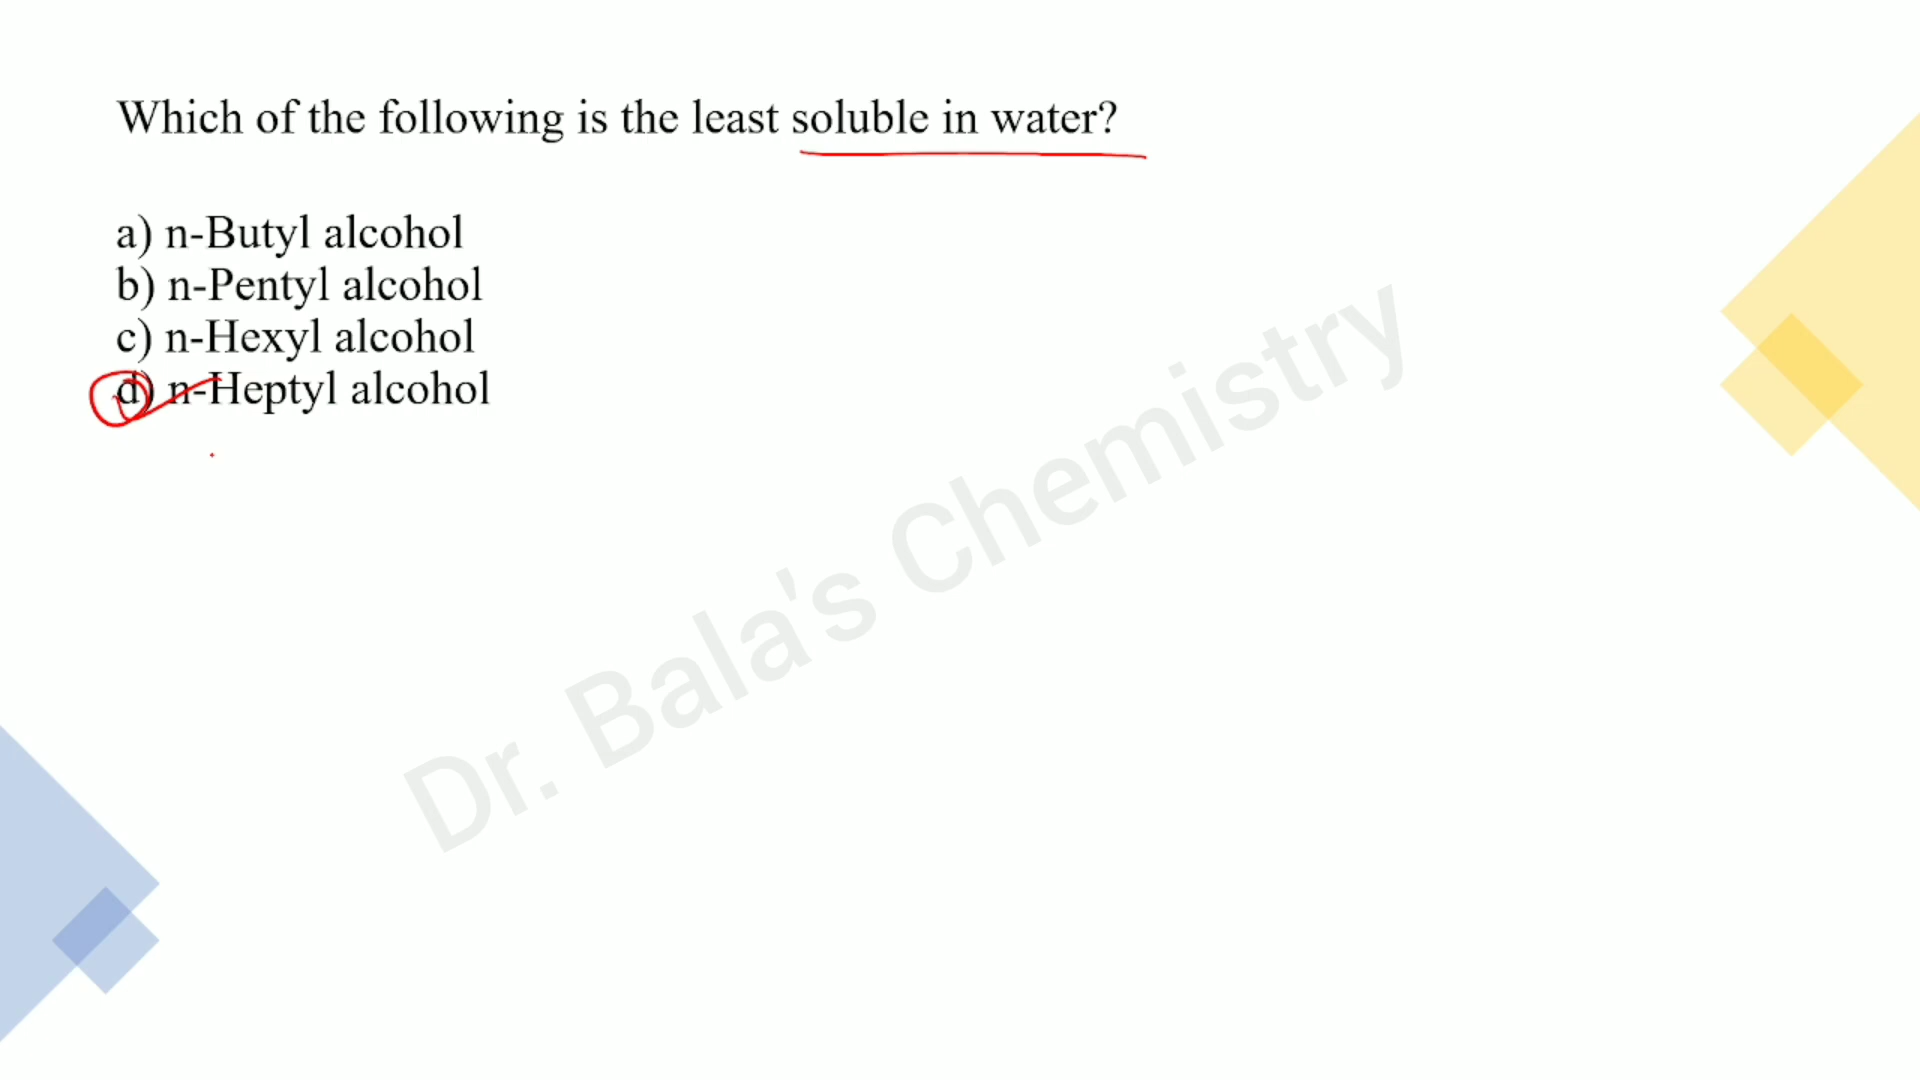 Which of the following is the least soluble in water?
a) n-Butyl alcohol
b) n-Pentyl alcohol
c) n-Hexyl alcohol
d) n-Heptyl alcohol
Dr. Bala's Chemistry